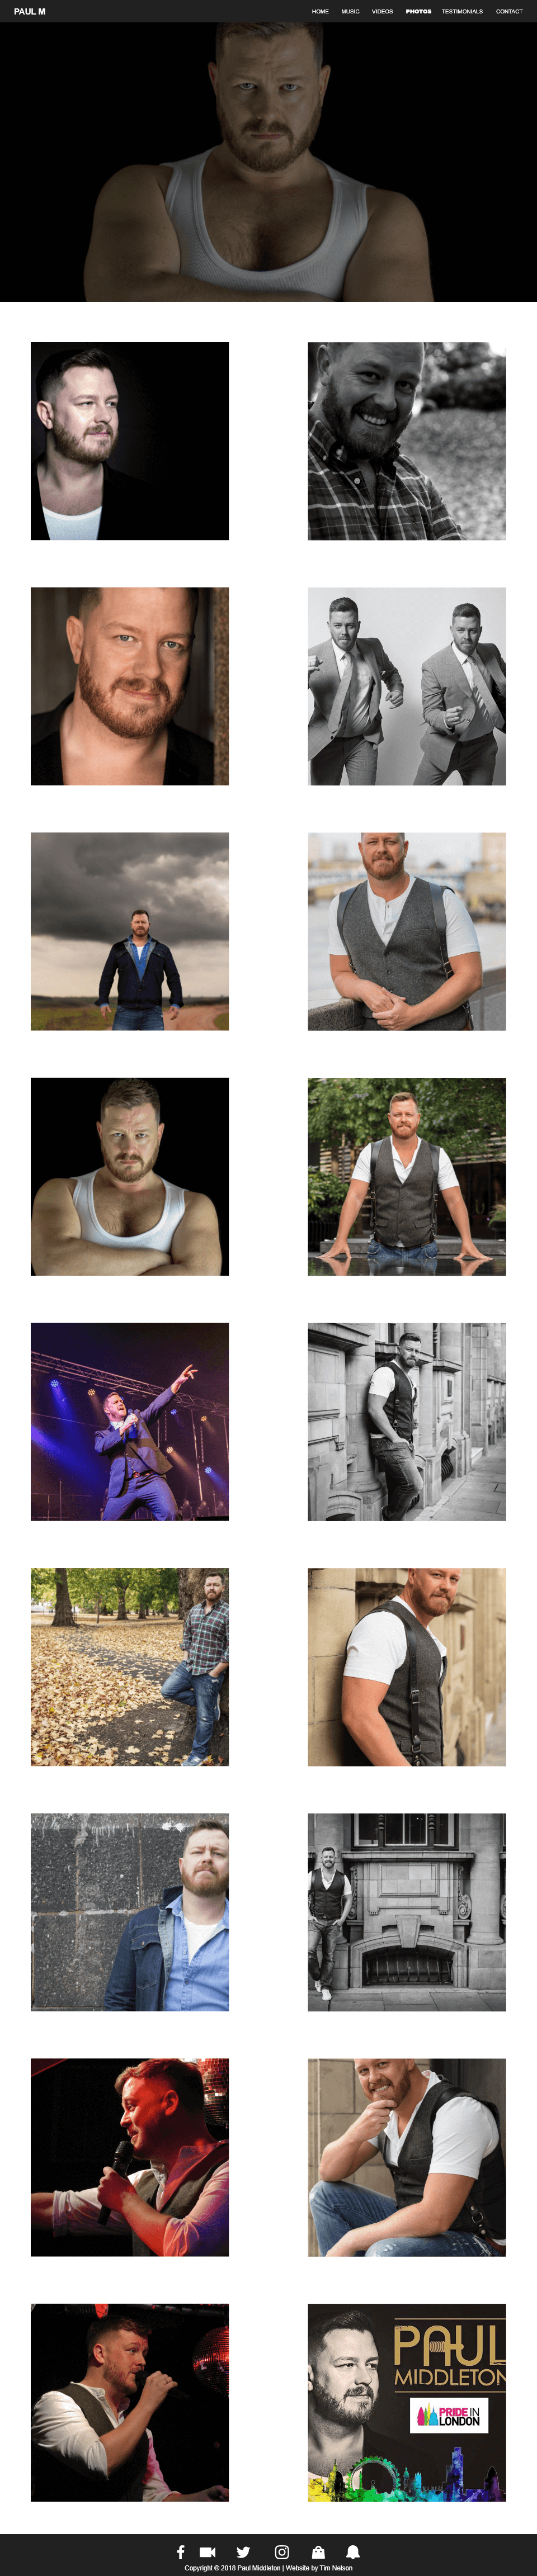 PAUL M HOME MUSIC VIDEOS PHOTOS TESTIMONIALS CONTACT
PAUL
MIDDLETON
PRIDE IN
LONDON
Copyright © 2018 Paul Middleton | Website by Tim Nelson